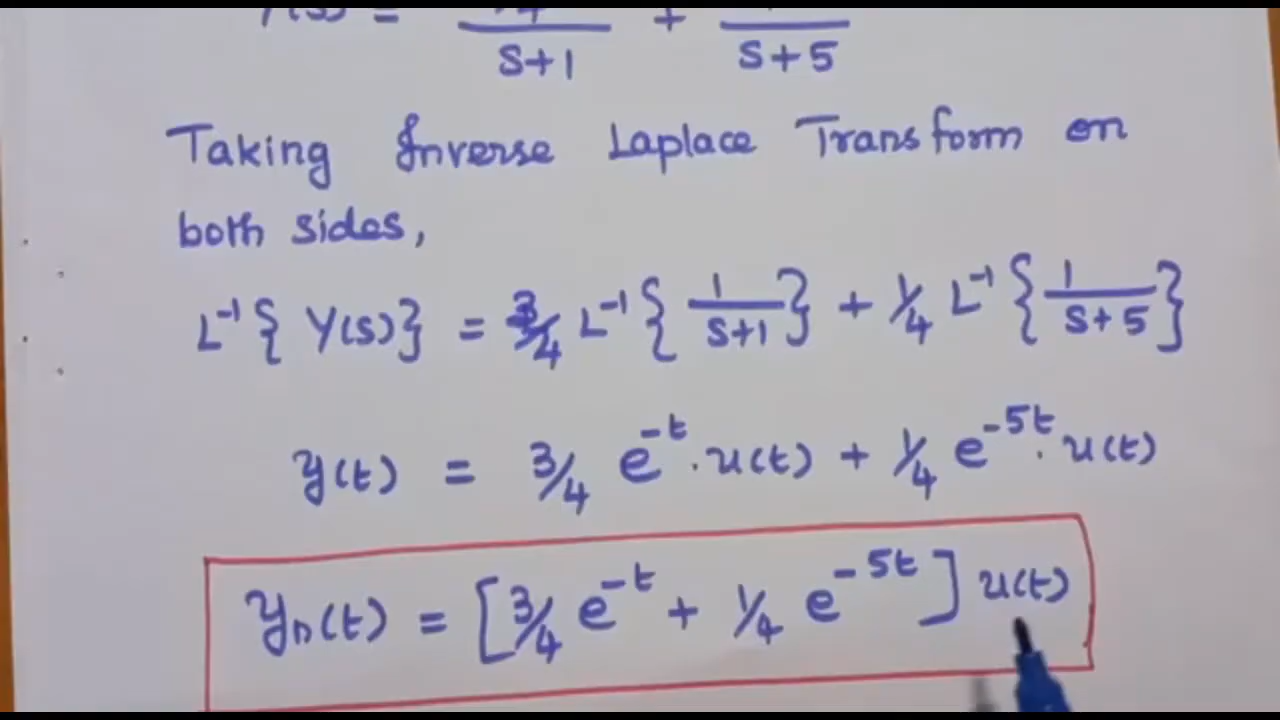 Y(s) = /4/S+1 + /S+5
Taking Inverse Laplace Transform on
both sides,
L⁻¹{ Y(s)} = 3/4 L⁻¹{ 1/S+1 } + 1/4 L⁻¹ { 1/S+5 }
y(t) = 3/4 e^-t . u(t) + 1/4 e^-5t . u(t)
yn(t) = [3/4 e^-t + 1/4 e^-5t] u(t)